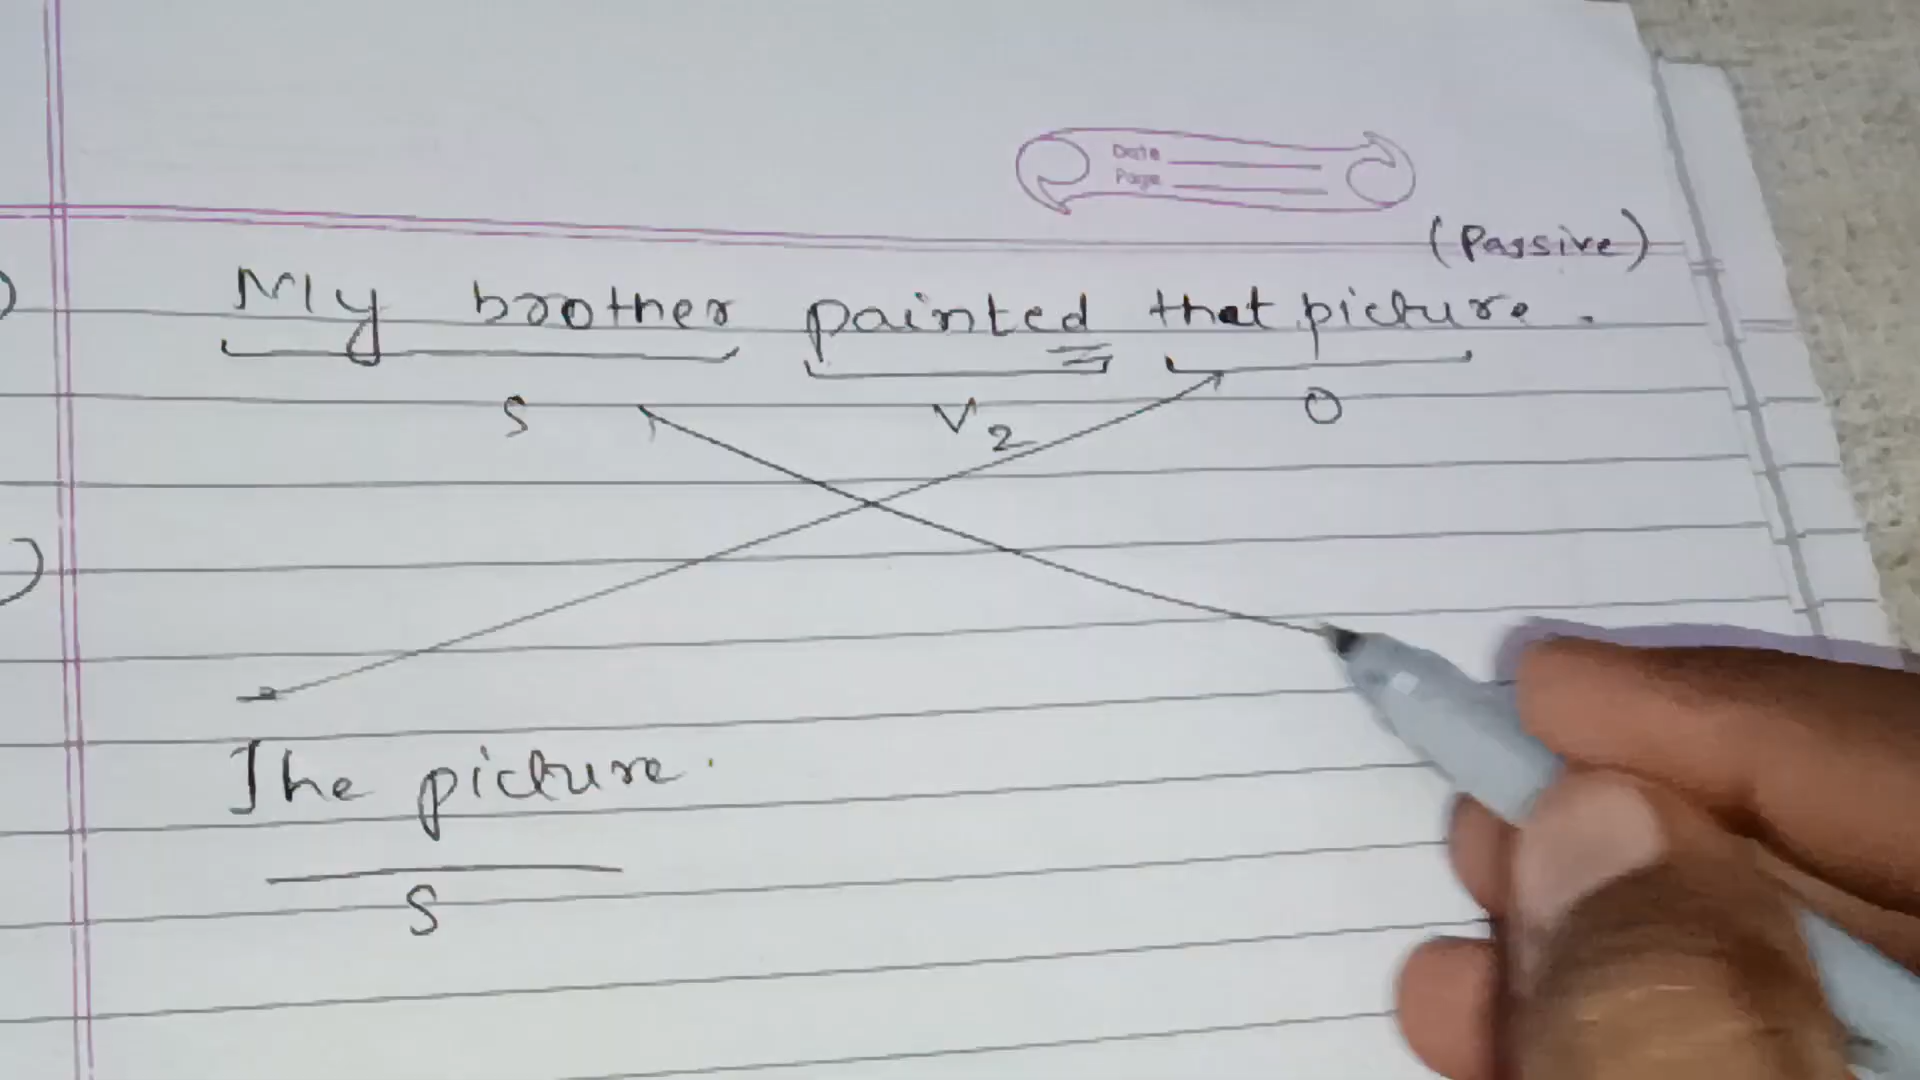 Date
Page
(Passive)
) My brother painted that picture.
S V2 O
)
The picture.
S